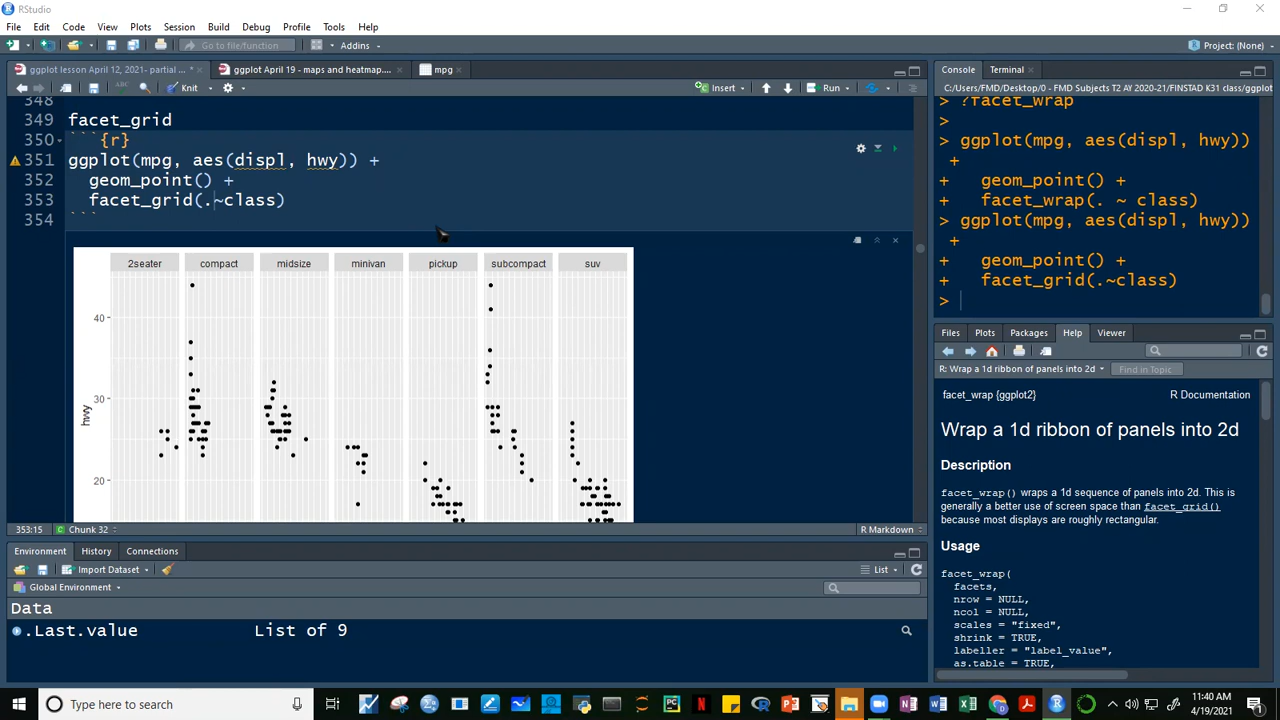 RStudio
File Edit Code View Plots Session Build Debug Profile Tools Help
Go to file/function Addins Project: (None)
ggplot lesson April 12, 2021- partial ... * ggplot April 19 - maps and heatmap.... mpg
ABC Knit Insert Run
348
349 facet_grid
350 ```{r}
351 ggplot(mpg, aes(displ, hwy)) +
352 geom_point() +
353 facet_grid(.~class)
354 ```
2seater compact midsize minivan pickup subcompact suv
40
30
20
hwy
353:15 Chunk 32 R Markdown
Environment History Connections
Import Dataset List
Global Environment
Data
.Last.value List of 9
Console Terminal
C:/Users/FMD/Desktop/0 - FMD Subjects T2 AY 2020-21/FINSTAD K31 class/ggplot
> ?facet_wrap
>
> ggplot(mpg, aes(displ, hwy))
+
+ geom_point() +
+ facet_wrap(. ~ class)
> ggplot(mpg, aes(displ, hwy))
+
+ geom_point() +
+ facet_grid(.~class)
>
Files Plots Packages Help Viewer
R: Wrap a 1d ribbon of panels into 2d Find in Topic
facet_wrap {ggplot2} R Documentation
Wrap a 1d ribbon of panels into 2d
Description
facet_wrap() wraps a 1d sequence of panels into 2d. This is
generally a better use of screen space than facet_grid()
because most displays are roughly rectangular.
Usage
facet_wrap(
facets,
nrow = NULL,
ncol = NULL,
scales = "fixed",
shrink = TRUE,
labeller = "label_value",
as.table = TRUE,
Type here to search
11:40 AM
4/19/2021